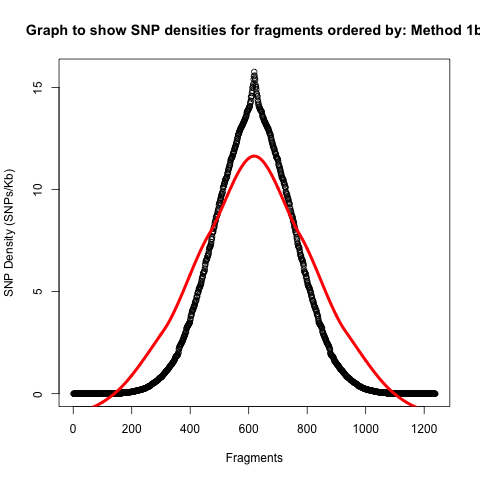 Graph to show SNP densities for fragments ordered by: Method 1b
SNP Density (SNPs/Kb)
15
10
5
0
0 200 400 600 800 1000 1200
Fragments